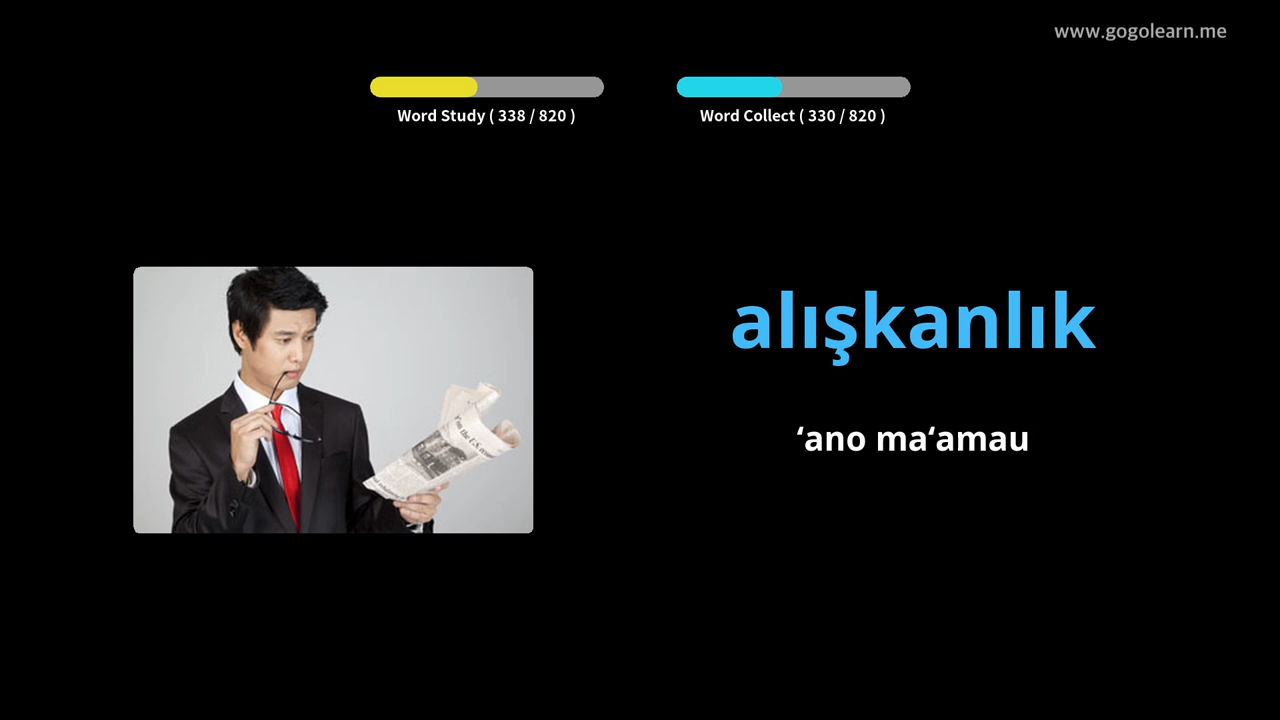 www.gogolearn.me
Word Study ( 338 / 820 )
Word Collect ( 330 / 820 )
alışkanlık
ʻano maʻamau